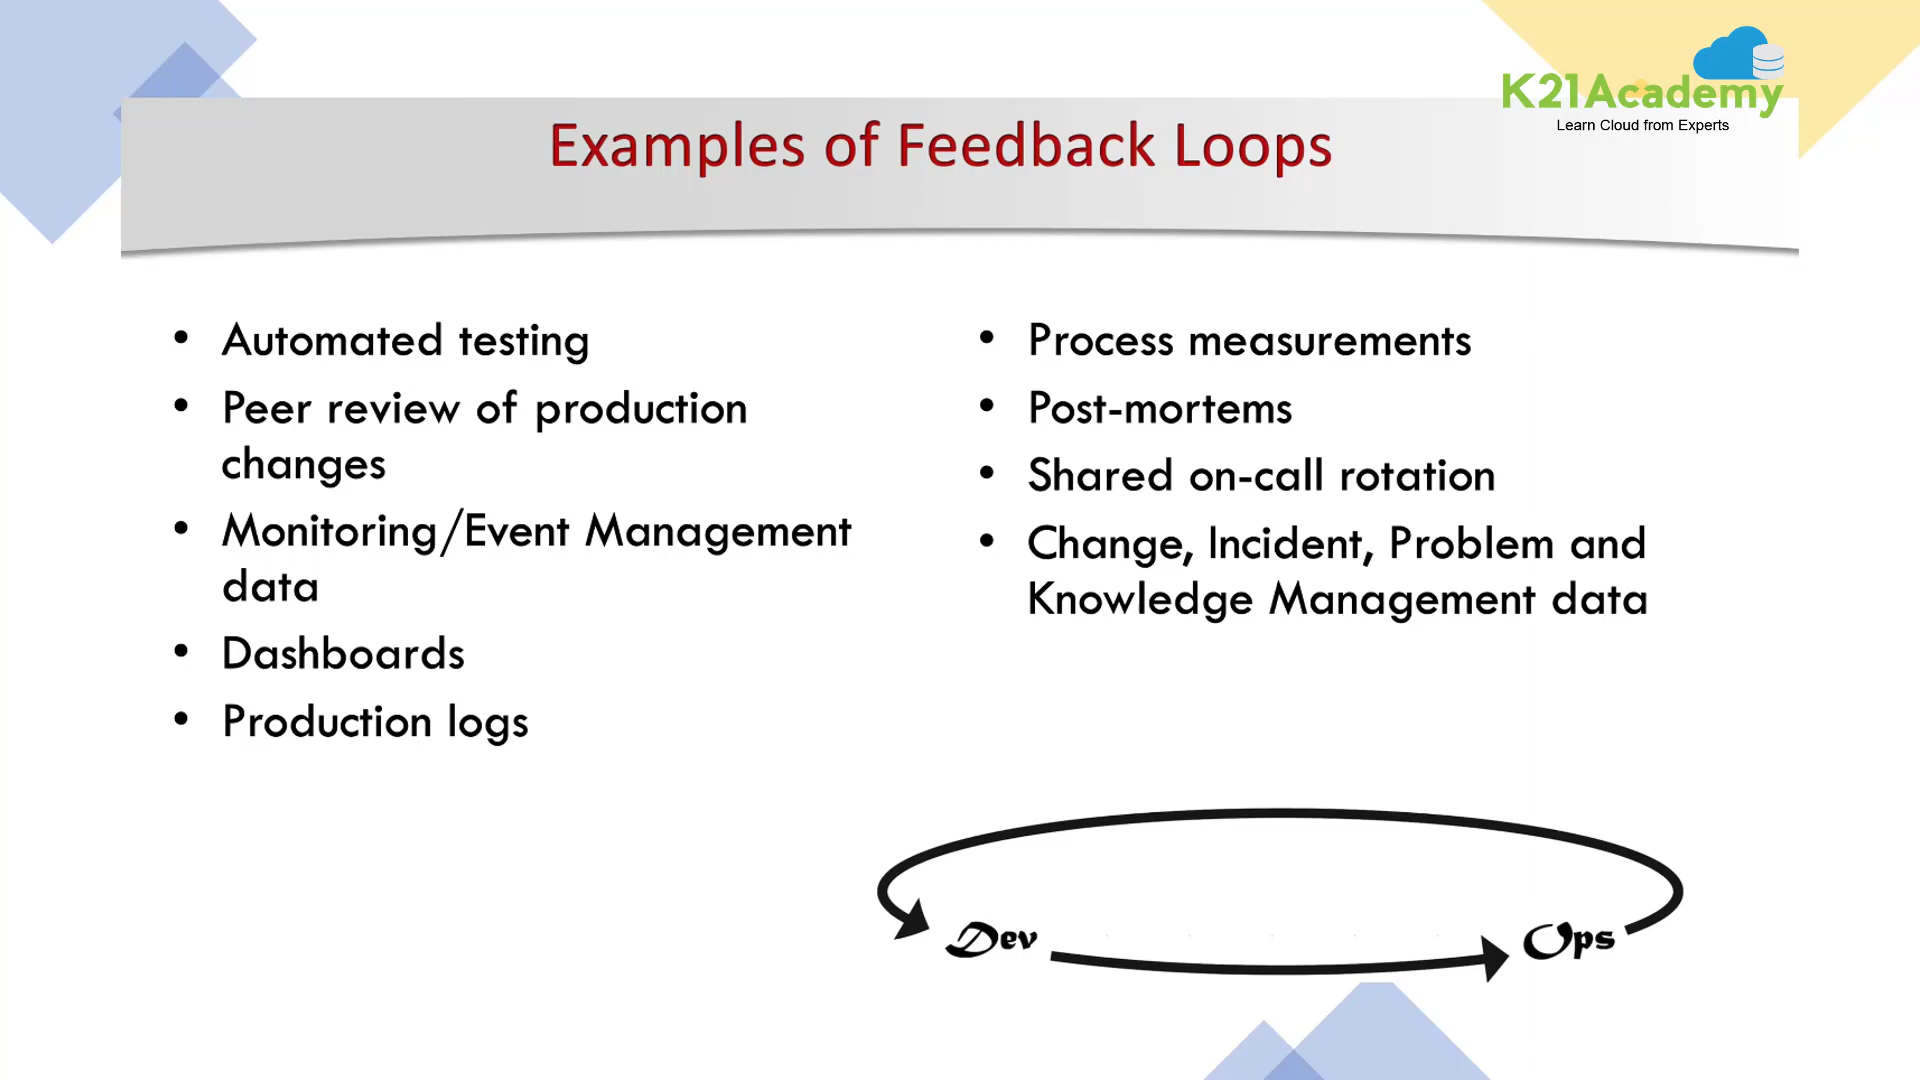 K21Academy
Learn Cloud from Experts
Examples of Feedback Loops
• Automated testing
• Peer review of production
changes
• Monitoring/Event Management
data
• Dashboards
• Production logs
• Process measurements
• Post-mortems
• Shared on-call rotation
• Change, Incident, Problem and
Knowledge Management data
Dev
Ops